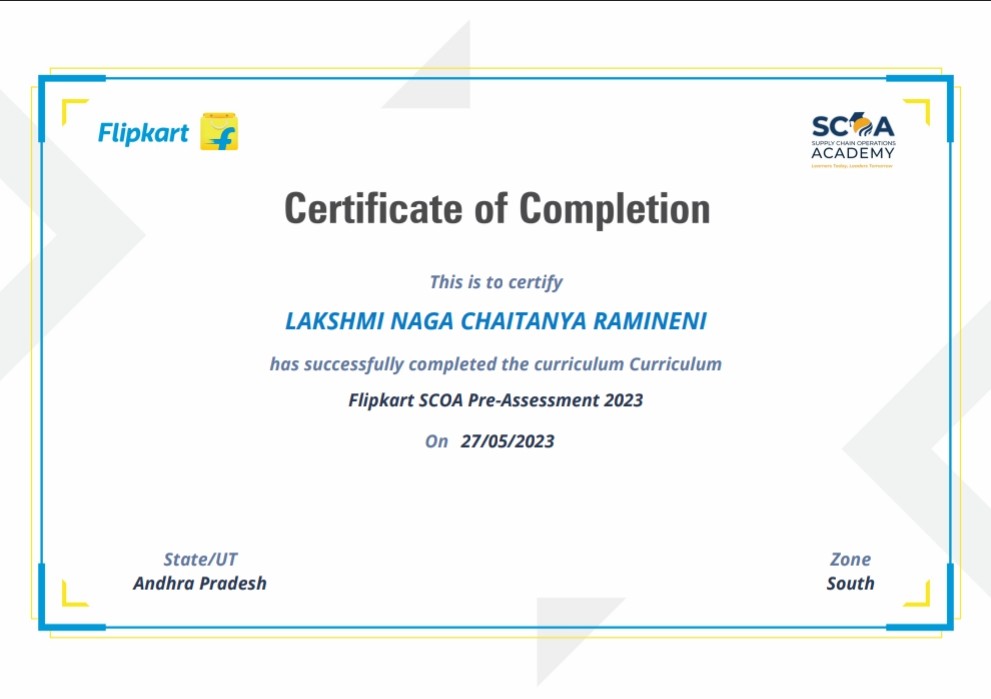 Flipkart
SCOA
SUPPLY CHAIN OPERATIONS
ACADEMY
Learners Today, Leaders Tomorrow
Certificate of Completion
This is to certify
LAKSHMI NAGA CHAITANYA RAMINENI
has successfully completed the curriculum Curriculum
Flipkart SCOA Pre-Assessment 2023
On 27/05/2023
State/UT
Andhra Pradesh
Zone
South